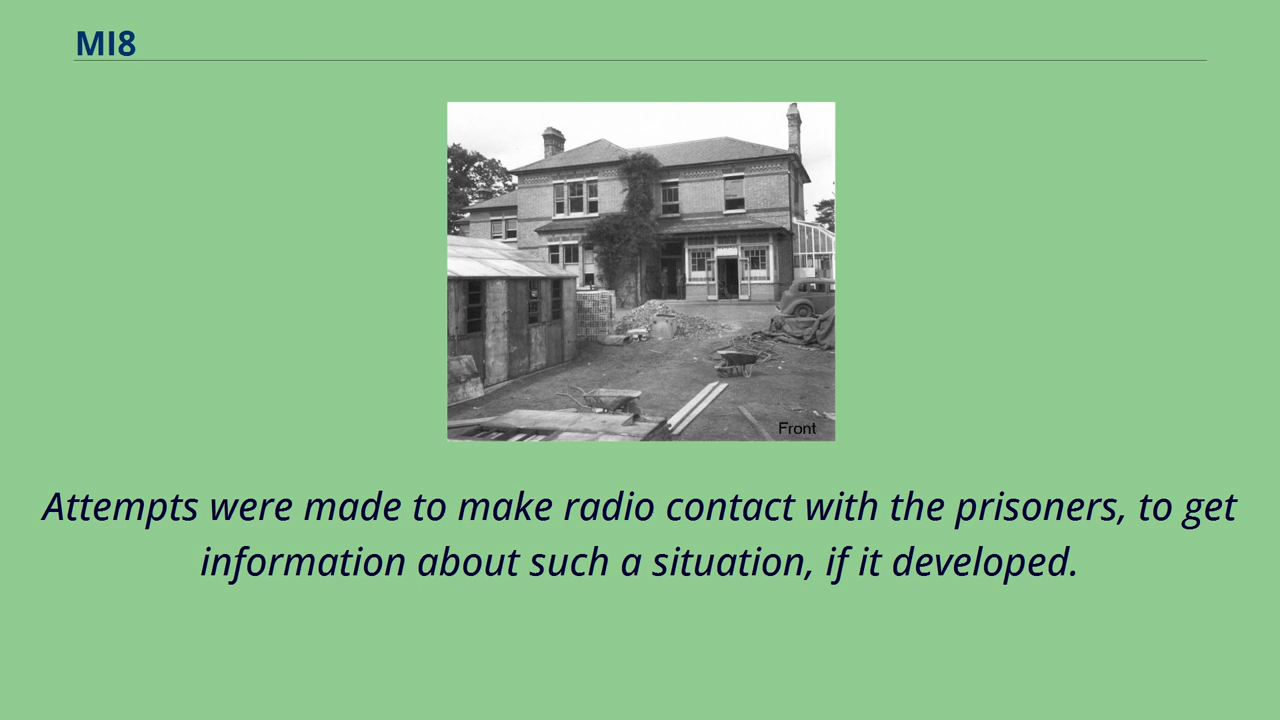 MI8
Front
Attempts were made to make radio contact with the prisoners, to get
information about such a situation, if it developed.